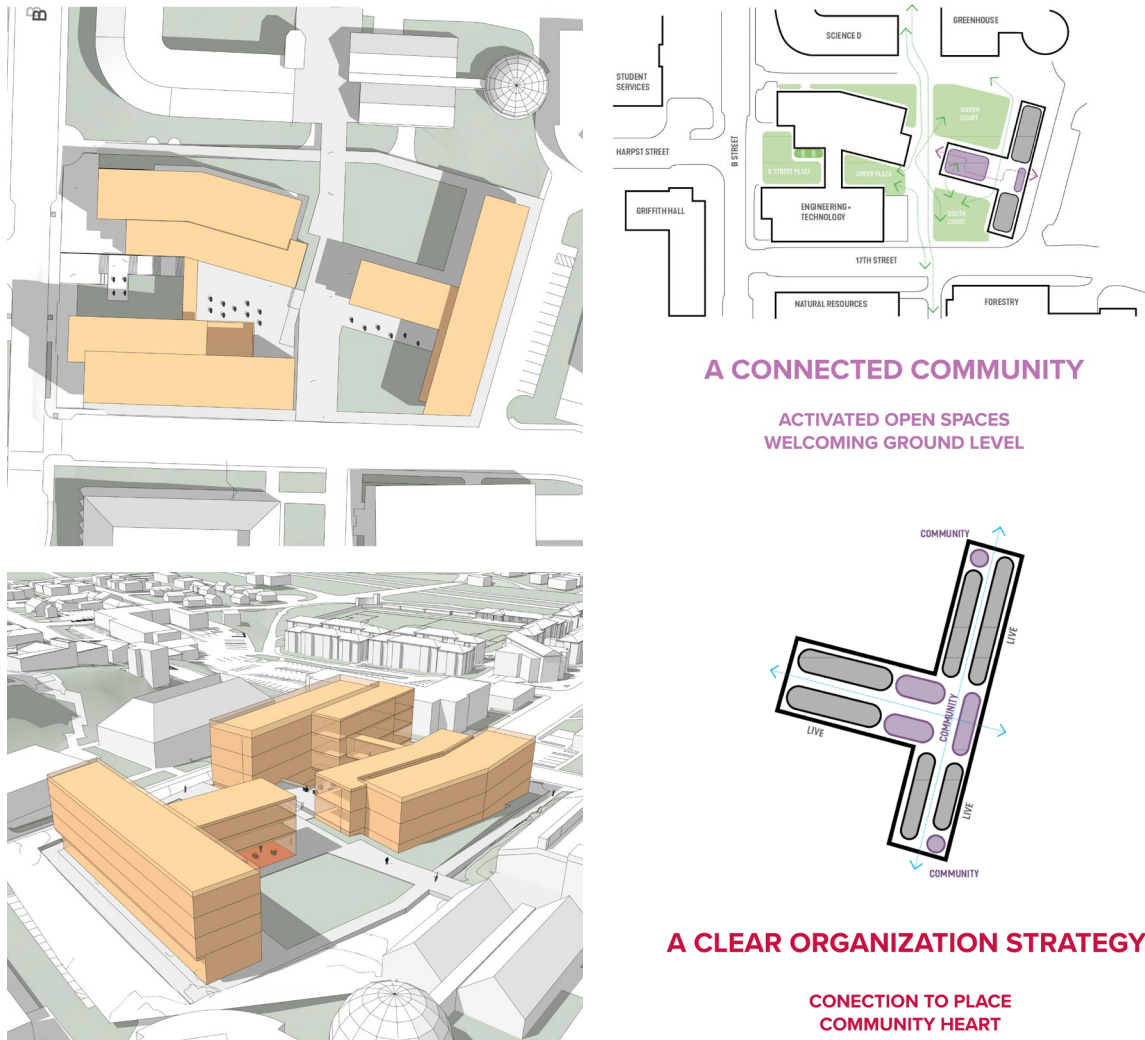 B
SCIENCE D
GREENHOUSE
STUDENT
SERVICES
NORTH
COURT
HARPST STREET
B STREET
B STREET PLAZA
UPPER PLAZA
GRIFFITH HALL
ENGINEERING +
TECHNOLOGY
SOUTH
COURT
17TH STREET
NATURAL RESOURCES
FORESTRY
A CONNECTED COMMUNITY
ACTIVATED OPEN SPACES
WELCOMING GROUND LEVEL
COMMUNITY
LIVE
COMMUNITY
LIVE
LIVE
COMMUNITY
A CLEAR ORGANIZATION STRATEGY
CONECTION TO PLACE
COMMUNITY HEART